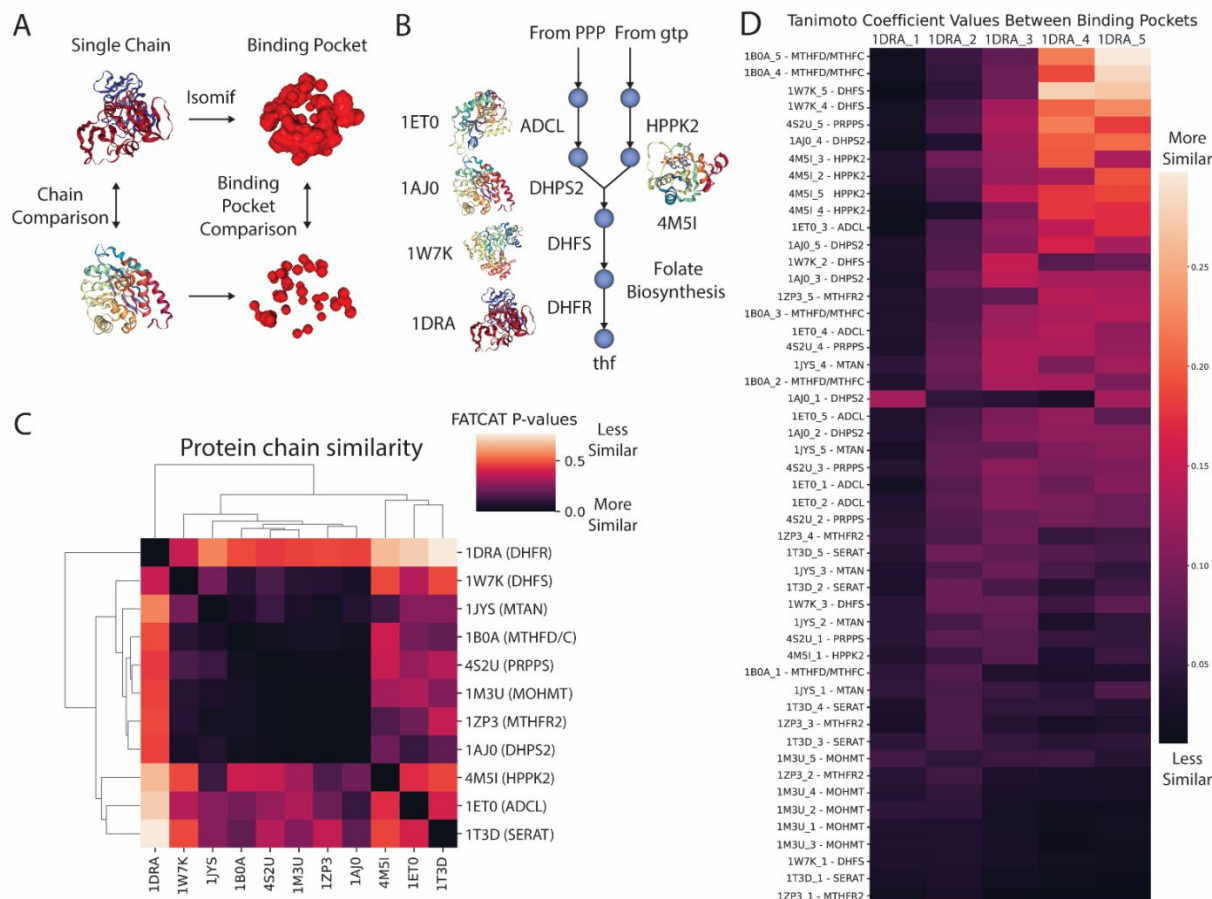 A
Single Chain
Binding Pocket
Isomif
Chain
Comparison
Binding
Pocket
Comparison
B
From PPP
From gtp
1ET0
ADCL
HPPK2
1AJ0
DHPS2
4M5I
1W7K
DHFS
Folate
Biosynthesis
1DRA
DHFR
thf
C
Protein chain similarity
FATCAT P-values
Less
Similar
0.5
More
Similar
0.0
1DRA (DHFR)
1W7K (DHFS)
1JYS (MTAN)
1B0A (MTHFD/C)
4S2U (PRPPS)
1M3U (MOHMT)
1ZP3 (MTHFR2)
1AJ0 (DHPS2)
4M5I (HPPK2)
1ET0 (ADCL)
1T3D (SERAT)
1DRA
1W7K
1JYS
1B0A
4S2U
1M3U
1ZP3
1AJ0
4M5I
1ET0
1T3D
D
Tanimoto Coefficient Values Between Binding Pockets
1DRA_1 1DRA_2 1DRA_3 1DRA_4 1DRA_5
1B0A_5 - MTHFD/MTHFC
1B0A_4 - MTHFD/MTHFC
1W7K_5 - DHFS
1W7K_4 - DHFS
4S2U_5 - PRPPS
1AJ0_4 - DHPS2
4M5I_3 - HPPK2
4M5I_2 - HPPK2
4M5I_5 HPPK2
4M5I_4 - HPPK2
1ET0_3 - ADCL
1AJ0_5 - DHPS2
1W7K_2 - DHFS
1AJ0_3 - DHPS2
1ZP3_5 - MTHFR2
1B0A_3 - MTHFD/MTHFC
1ET0_4 - ADCL
4S2U_4 - PRPPS
1JYS_4 - MTAN
1B0A_2 - MTHFD/MTHFC
1AJ0_1 - DHPS2
1ET0_5 - ADCL
1AJ0_2 - DHPS2
1JYS_5 - MTAN
4S2U_3 - PRPPS
1ET0_1 - ADCL
1ET0_2 - ADCL
4S2U_2 - PRPPS
1ZP3_4 - MTHFR2
1T3D_5 - SERAT
1JYS_3 - MTAN
1T3D_2 - SERAT
1W7K_3 - DHFS
1JYS_2 - MTAN
4S2U_1 - PRPPS
4M5I_1 - HPPK2
1B0A_1 - MTHFD/MTHFC
1JYS_1 - MTAN
1T3D_4 - SERAT
1ZP3_3 - MTHFR2
1T3D_3 - SERAT
1M3U_5 - MOHMT
1ZP3_2 - MTHFR2
1M3U_4 - MOHMT
1M3U_2 - MOHMT
1M3U_1 - MOHMT
1M3U_3 - MOHMT
1W7K_1 - DHFS
1T3D_1 - SERAT
1ZP3_1 - MTHFR2
More
Similar
0.25
0.20
0.15
0.10
0.05
Less
Similar